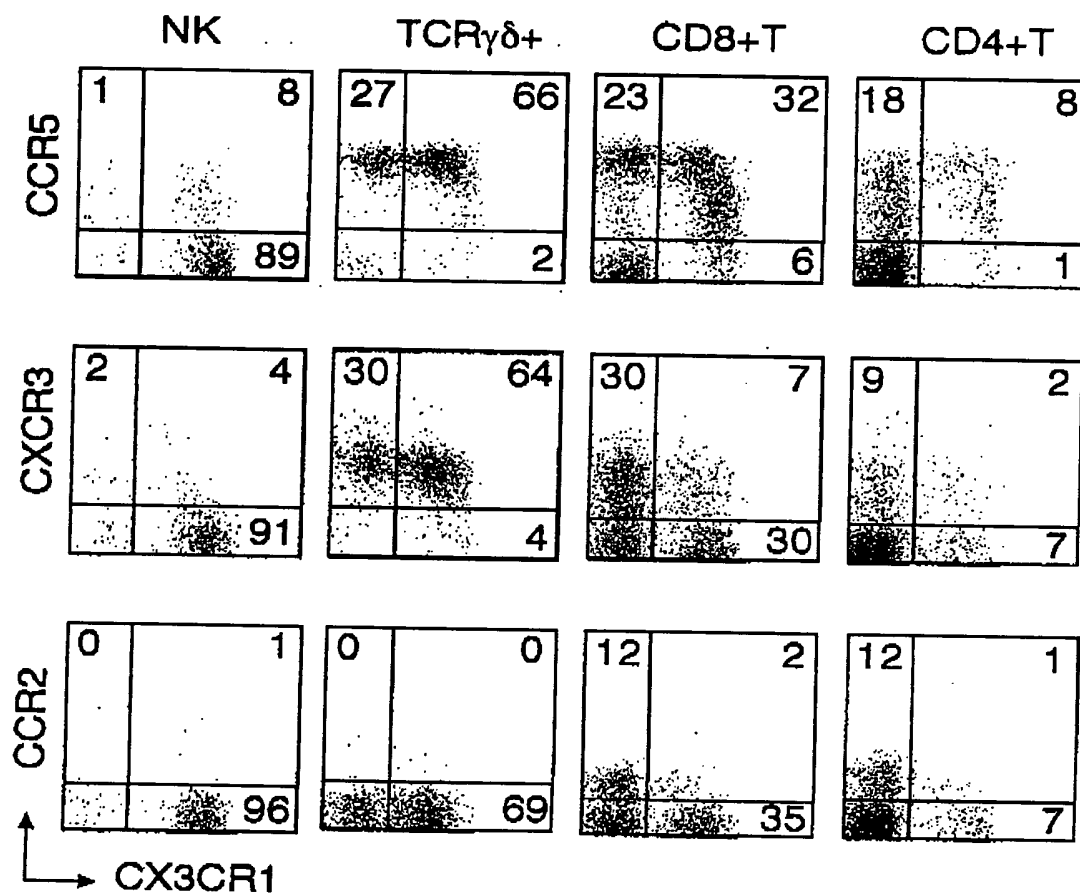 NK TCRγδ+ CD8+T CD4+T
CCR5
1 8 27 66 23 32 18 8
89 2 6 1
CXCR3
2 4 30 64 30 7 9 2
91 4 30 7
CCR2
0 1 0 0 12 2 12 1
96 69 35 7
CX3CR1